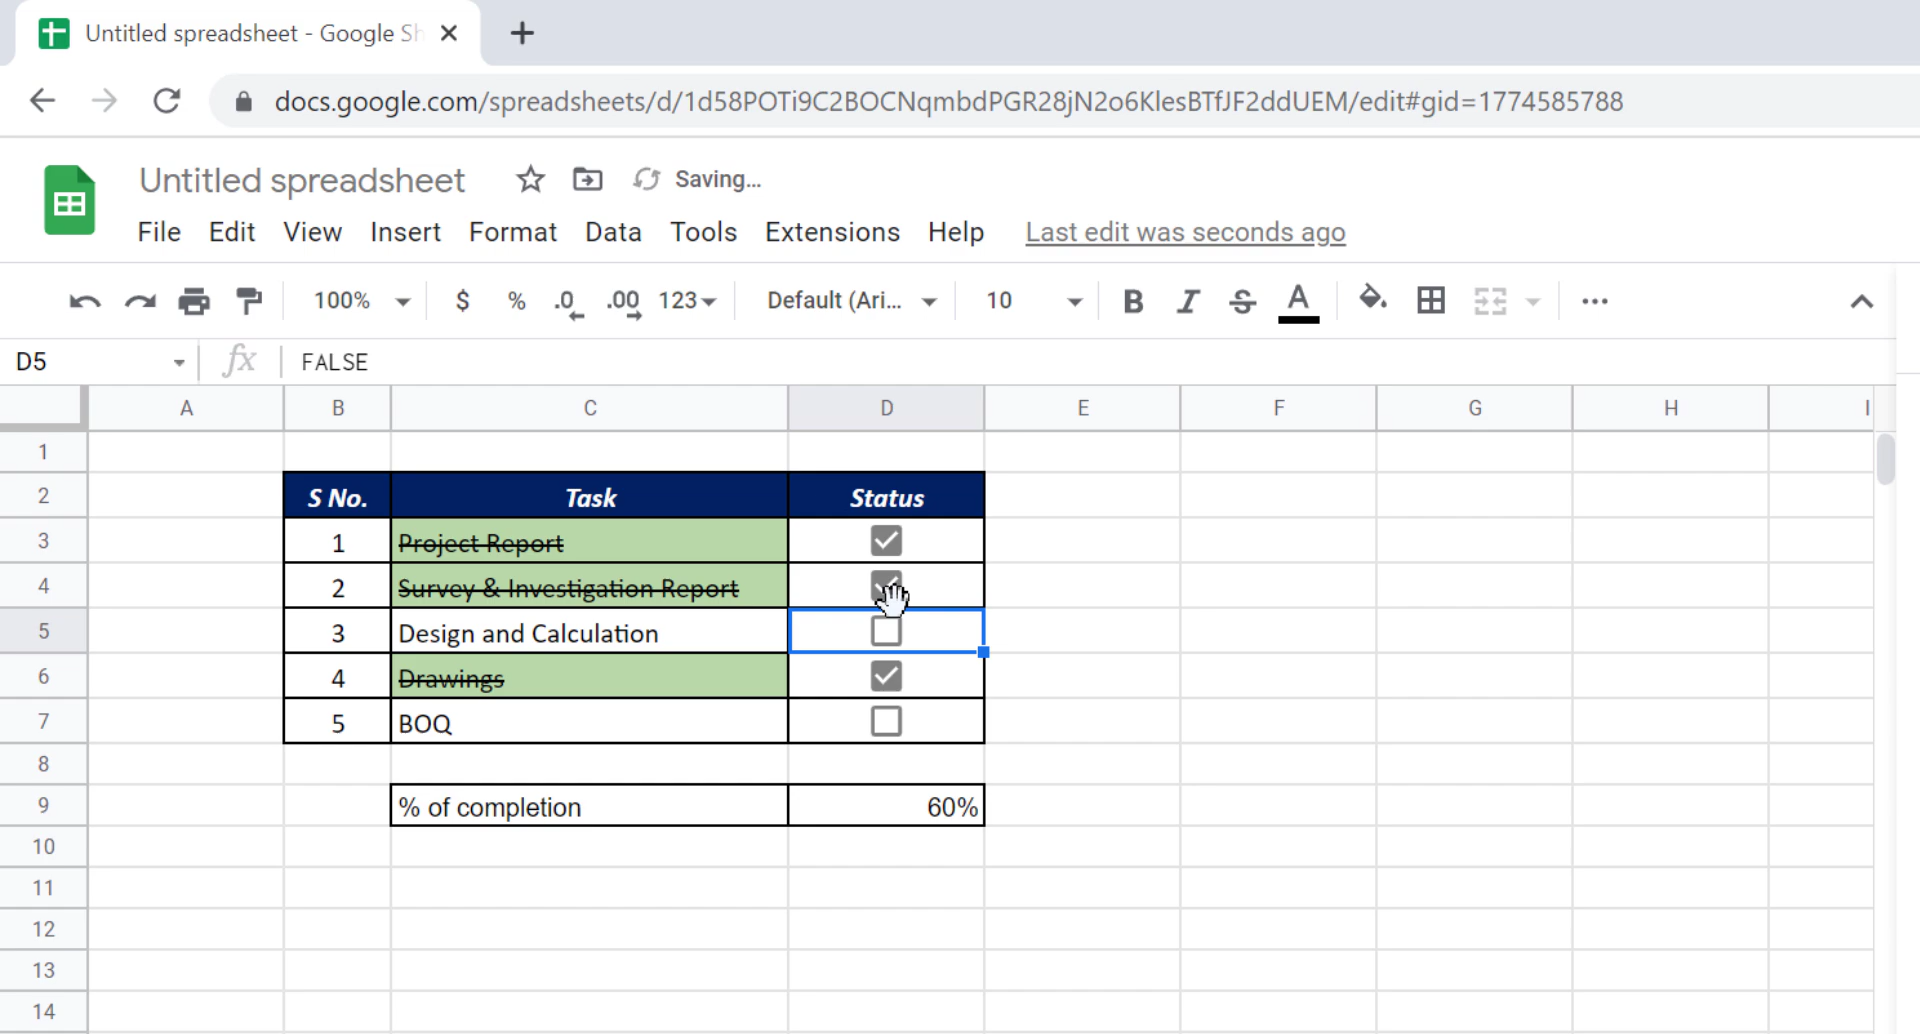 Untitled spreadsheet - Google Sh
docs.google.com/spreadsheets/d/1d58POTi9C2BOCNqmbdPGR28jN2o6KlesBTfJF2ddUEM/edit#gid=1774585788
Untitled spreadsheet Saving...
File Edit View Insert Format Data Tools Extensions Help Last edit was seconds ago
100% $ % .0 .00 123 Default (Ari... 10 B I S A
D5 fx FALSE
A B C D E F G H I
1
2 S No. Task Status
3 1 Project Report
4 2 Survey & Investigation Report
5 3 Design and Calculation
6 4 Drawings
7 5 BOQ
8
9 % of completion 60%
10
11
12
13
14